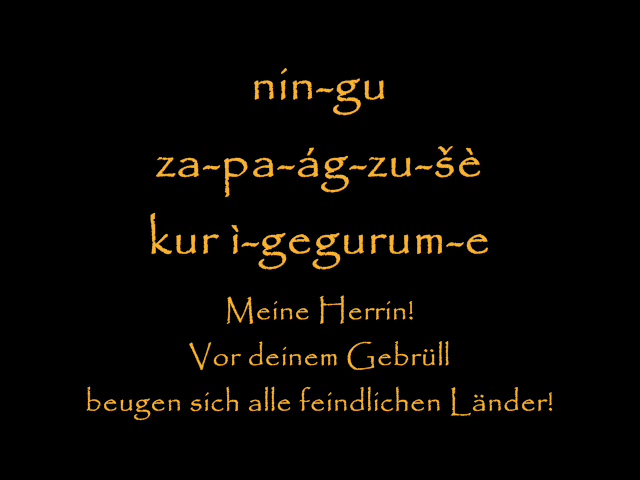 nin-gu
za-pa-ág-zu-šè
kur ì-gegurum-e
Meine Herrin!
Vor deinem Gebrüll
beugen sich alle feindlichen Länder!